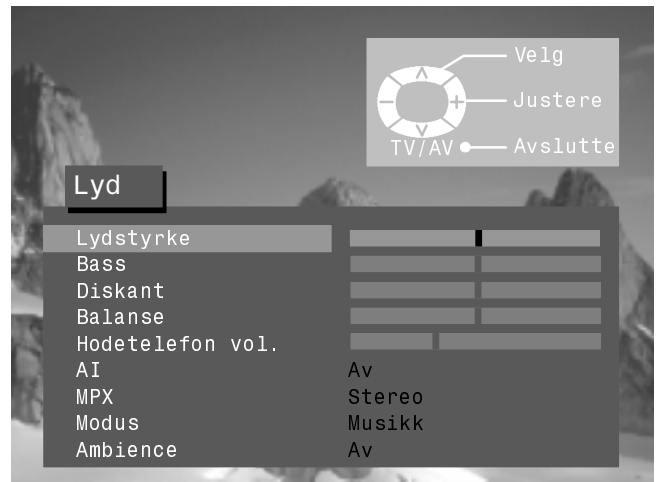 Velg
Justere
TV/AV Avslutte
Lyd
Lydstyrke
Bass
Diskant
Balanse
Hodetelefon vol.
AI Av
MPX Stereo
Modus Musikk
Ambience Av